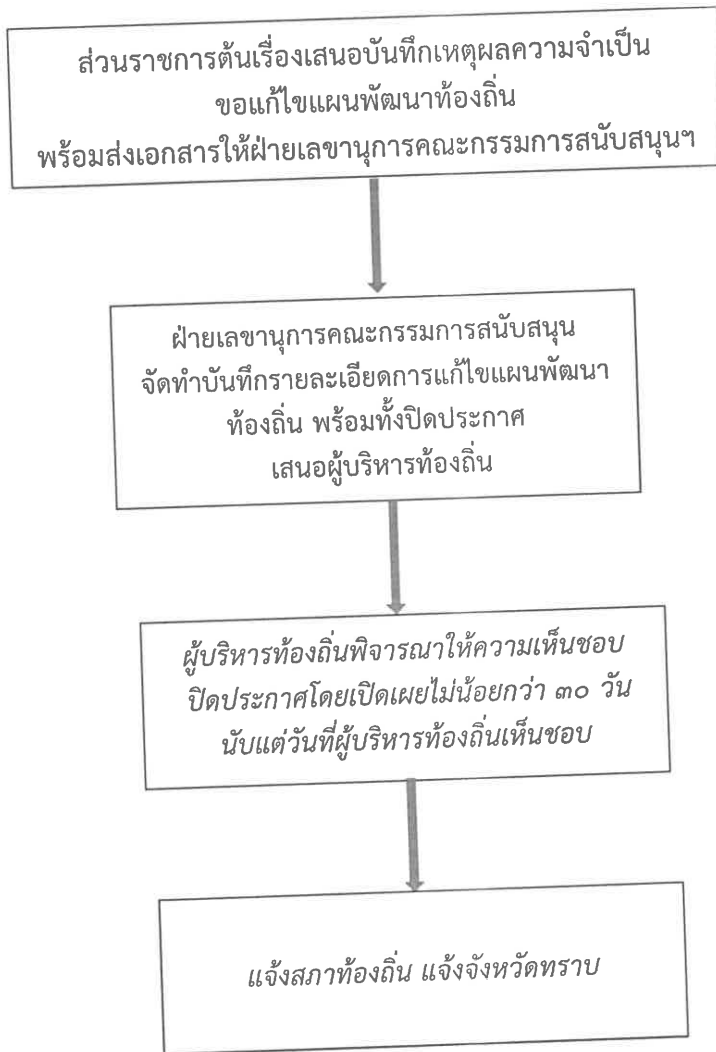 ส่วนราชการต้นเรื่องเสนอบันทึกเหตุผลความจำเป็น
ขอแก้ไขแผนพัฒนาท้องถิ่น
พร้อมส่งเอกสารให้ฝ่ายเลขานุการคณะกรรมการสนับสนุนฯ
ฝ่ายเลขานุการคณะกรรมการสนับสนุน
จัดทำบันทึกรายละเอียดการแก้ไขแผนพัฒนา
ท้องถิ่น พร้อมทั้งปิดประกาศ
เสนอผู้บริหารท้องถิ่น
ผู้บริหารท้องถิ่นพิจารณาให้ความเห็นชอบ
ปิดประกาศโดยเปิดเผยไม่น้อยกว่า ๓๐ วัน
นับแต่วันที่ผู้บริหารท้องถิ่นเห็นชอบ
แจ้งสภาท้องถิ่น แจ้งจังหวัดทราบ